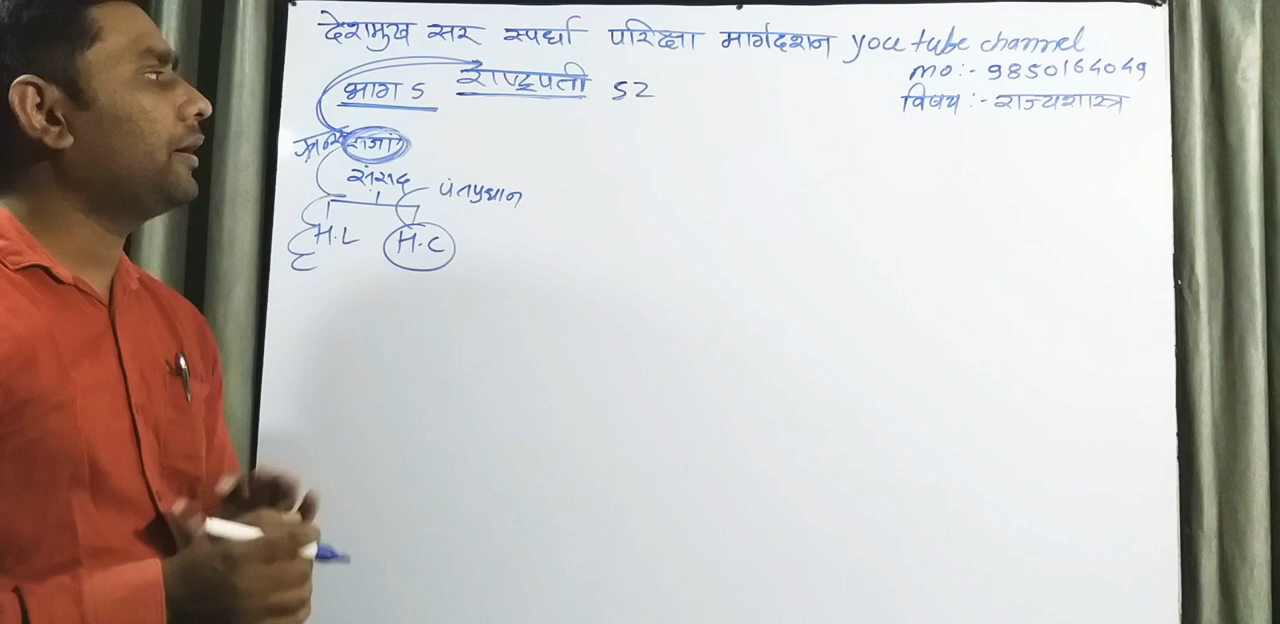 देशमुख सर स्पर्धा परिक्षा मार्गदर्शन you tube channel
mo:- 9850164049
भाग 5 राष्ट्रपती 52
विषय :- राज्यशास्त्र
राजा
संसद
पंतप्रधान
H.L H.C